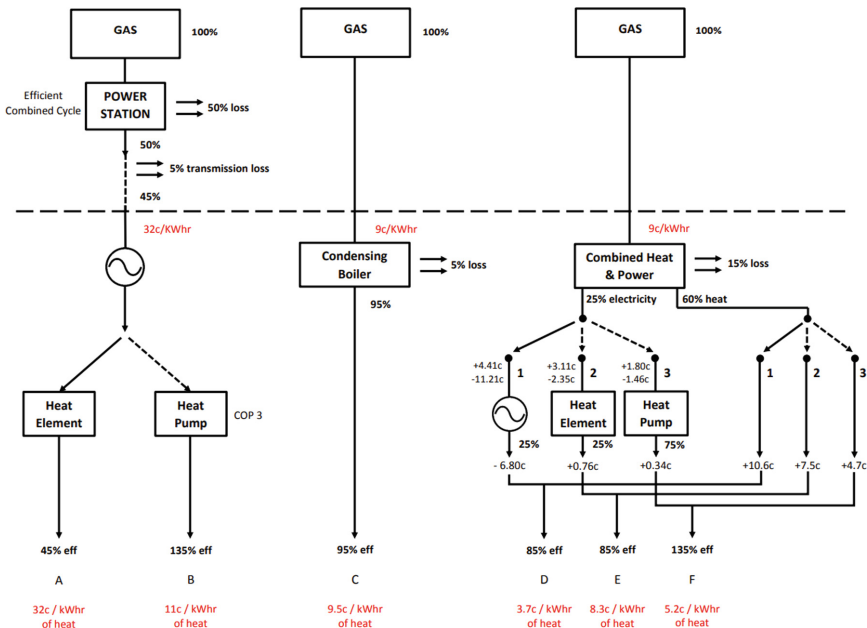 GAS
100%
GAS
100%
GAS
100%
Efficient
Combined Cycle
POWER
STATION
50% loss
50%
5% transmission loss
45%
32c/KWhr
9c/KWhr
9c/kWhr
Condensing
Boiler
5% loss
95%
Combined Heat
& Power
15% loss
25% electricity
60% heat
+4.41c
-11.21c
1
+3.11c
-2.35c
2
+1.80c
-1.46c
3
1
2
3
Heat
Element
Heat
Pump
COP 3
Heat
Element
Heat
Pump
25%
25%
75%
- 6.80c
+0.76c
+0.34c
+10.6c
+7.5c
+4.7c
45% eff
135% eff
95% eff
85% eff
85% eff
135% eff
A
B
C
D
E
F
32c / kWhr
of heat
11c / kWhr
of heat
9.5c / kWhr
of heat
3.7c / kWhr
of heat
8.3c / kWhr
of heat
5.2c / kWhr
of heat